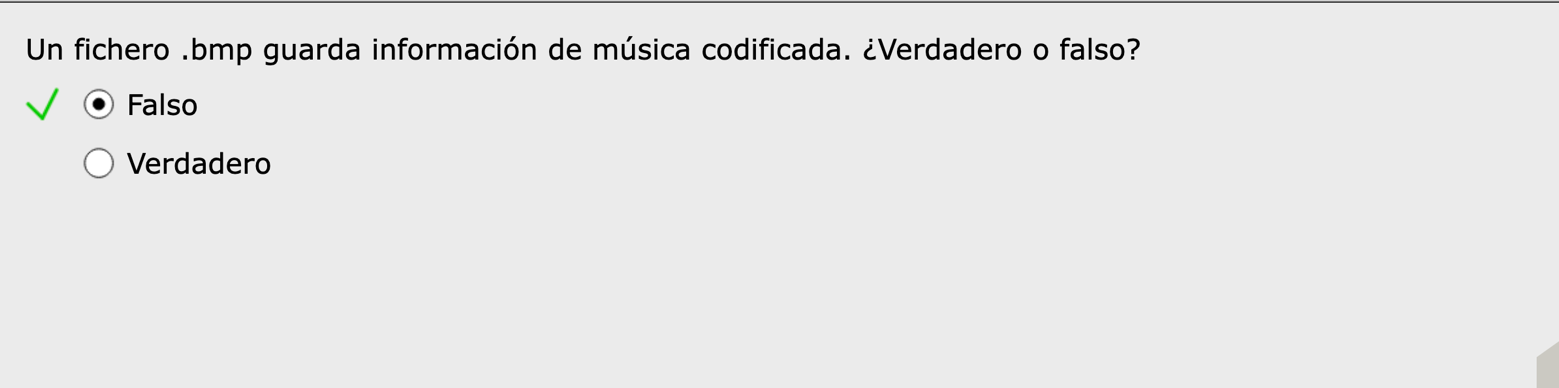 Un fichero .bmp guarda información de música codificada. ¿Verdadero o falso?
Falso
Verdadero